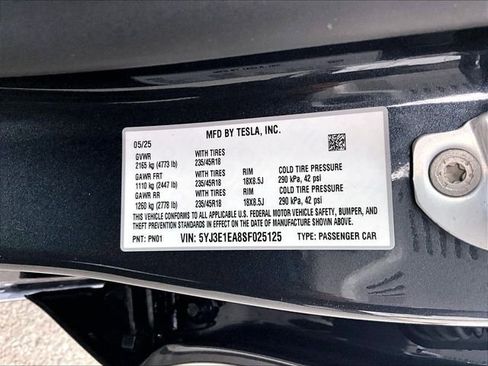 MFD BY TESLA, INC.
05/25
GVWR WITH TIRES
2165 kg (4773 lb) 235/45R18
GAWR FRT WITH TIRES RIM COLD TIRE PRESSURE
1110 kg (2447 lb) 235/45R18 18X8.5J 290 kPa, 42 psi
GAWR RR WITH TIRES RIM COLD TIRE PRESSURE
1260 kg (2778 lb) 235/45R18 18X8.5J 290 kPa, 42 psi
THIS VEHICLE CONFORMS TO ALL APPLICABLE U.S. FEDERAL MOTOR VEHICLE SAFETY, BUMPER, AND
THEFT PREVENTION STANDARDS IN EFFECT ON THE DATE OF MANUFACTURE SHOWN ABOVE.
PNT: PN01 VIN: 5YJ3E1EA8SF025125 TYPE: PASSENGER CAR